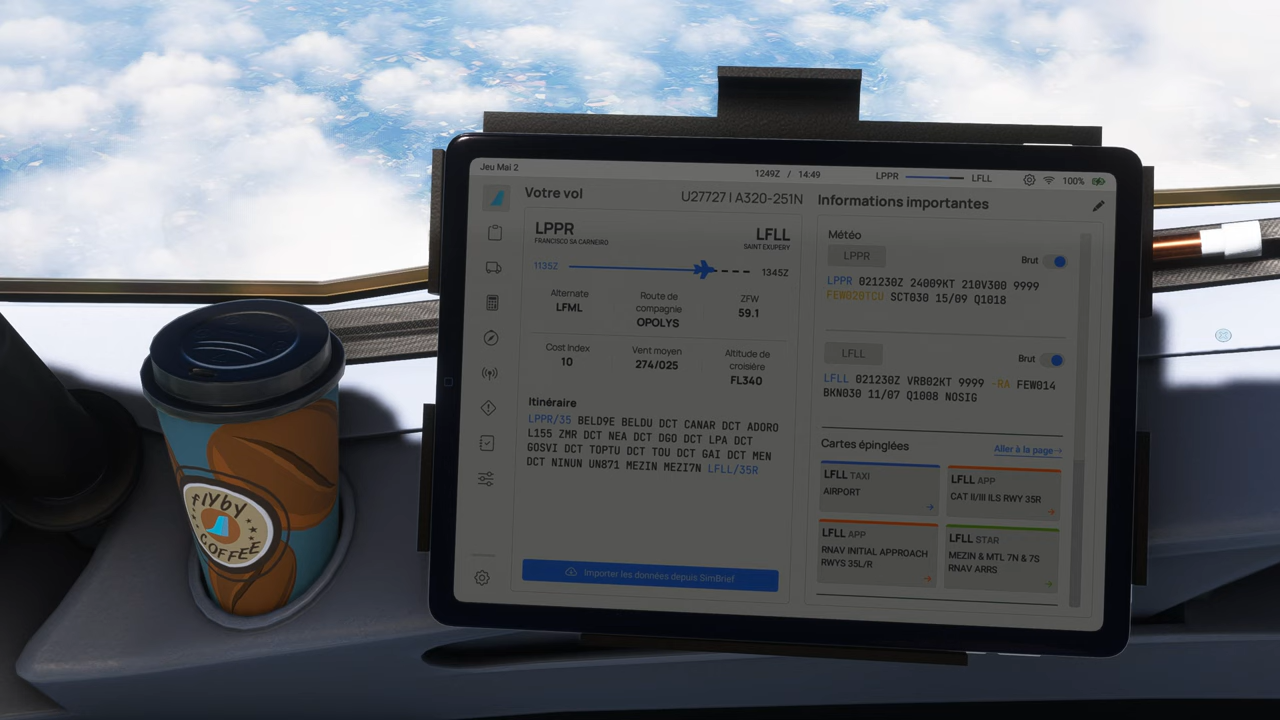 Jeu Mai 2
1249Z / 14:49
LPPR LFLL
100%
Votre vol
U27727 | A320-251N
LPPR
FRANCISCO SA CARNEIRO
LFLL
SAINT EXUPERY
1135Z
1345Z
Alternate
LFML
Route de
compagnie
OPOLYS
ZFW
59.1
Cost Index
10
Vent moyen
274/025
Altitude de
croisière
FL340
Itinéraire
LPPR/35 BELD9E BELDU DCT CANAR DCT ADORO
L155 ZMR DCT NEA DCT DGO DCT LPA DCT
GOSVI DCT TOPTU DCT TOU DCT GAI DCT MEN
DCT NINUN UN871 MEZIN MEZI7N LFLL/35R
Importer les données depuis SimBrief
Informations importantes
Météo
LPPR
Brut
LPPR 021230Z 24009KT 210V300 9999
FEW020TCU SCT030 15/09 Q1018
LFLL
Brut
LFLL 021230Z VRB02KT 9999 -RA FEW014
BKN030 11/07 Q1008 NOSIG
Cartes épinglées
Aller à la page
LFLL TAXI
AIRPORT
LFLL APP
CAT II/III ILS RWY 35R
LFLL APP
RNAV INITIAL APPROACH
RWYS 35L/R
LFLL STAR
MEZIN & MTL 7N & 7S
RNAV ARRS
flyby
COFFEE